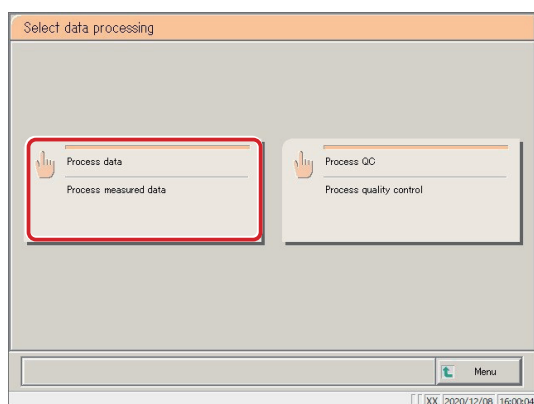 Select data processing
Process data
Process measured data
Process QC
Process quality control
Menu
XX 2020/12/08 16:00:04